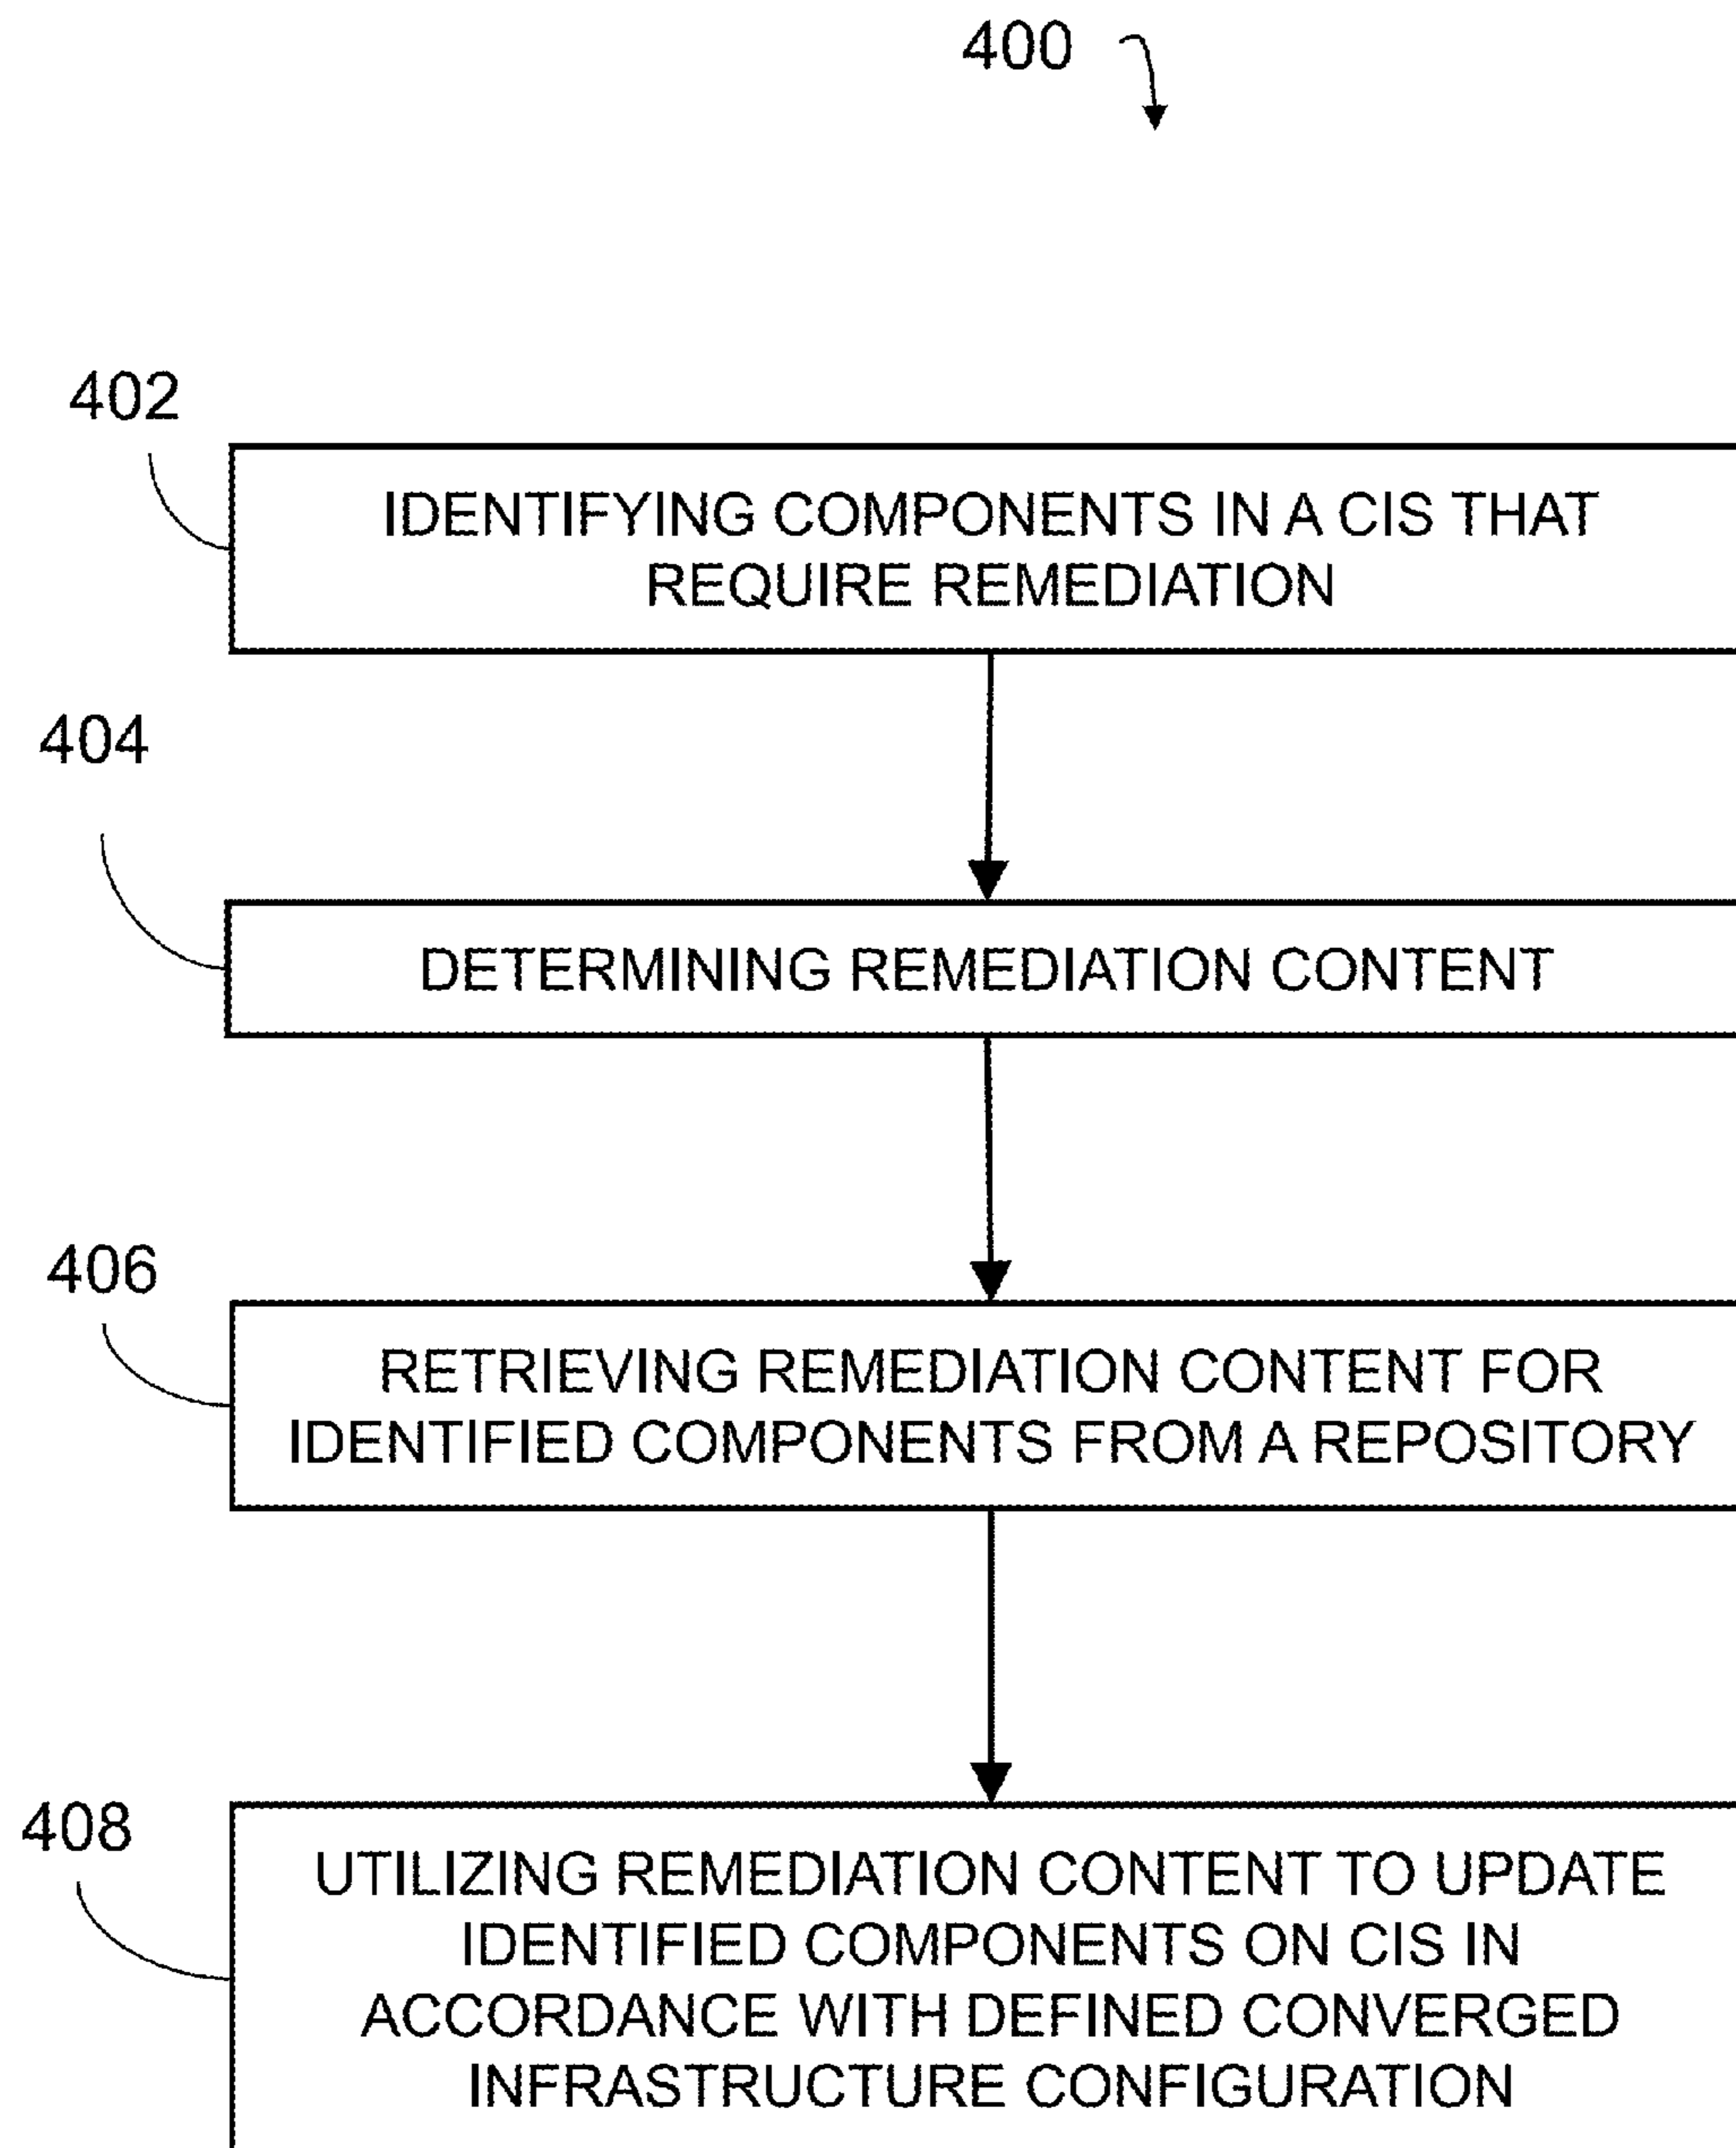 400
402
IDENTIFYING COMPONENTS IN A CIS THAT
REQUIRE REMEDIATION
404
DETERMINING REMEDIATION CONTENT
406
RETRIEVING REMEDIATION CONTENT FOR
IDENTIFIED COMPONENTS FROM A REPOSITORY
408
UTILIZING REMEDIATION CONTENT TO UPDATE
IDENTIFIED COMPONENTS ON CIS IN
ACCORDANCE WITH DEFINED CONVERGED
INFRASTRUCTURE CONFIGURATION